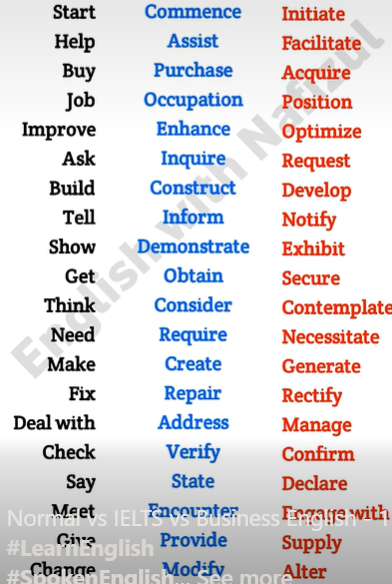 Start Commence Initiate
Help Assist Facilitate
Buy Purchase Acquire
Job Occupation Position
Improve Enhance Optimize
Ask Inquire Request
Build Construct Develop
Tell Inform Notify
Show Demonstrate Exhibit
Get Obtain Secure
Think Consider Contemplate
Need Require Necessitate
Make Create Generate
Fix Repair Rectify
Deal with Address Manage
Check Verify Confirm
Say State Declare
Meet Encounter Engage with
Normal vs IELTS vs Business English - 1
Give Provide Supply
#LearnEnglish
Change Modify Alter
#SpokenEnglish... See more
English with Nafizul